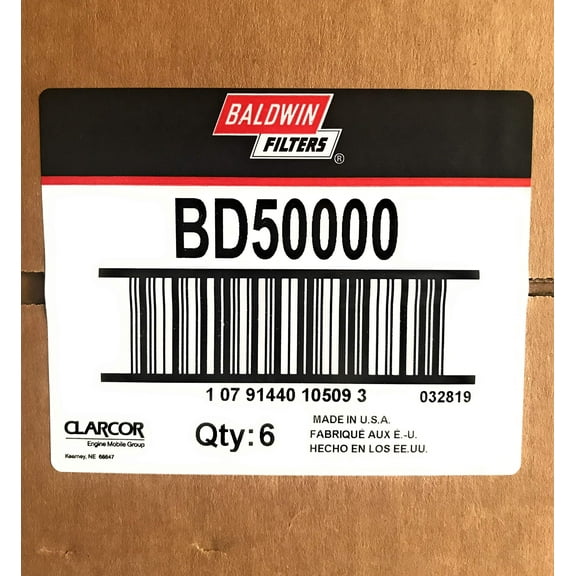 BALDWIN
FILTERS ®
BD50000
1 07 91440 10509 3
032819
CLARCOR
Engine Mobile Group
Kearney, NE 68847
Qty: 6
MADE IN U.S.A.
FABRIQUÉ AUX É.-U.
HECHO EN LOS EE.UU.